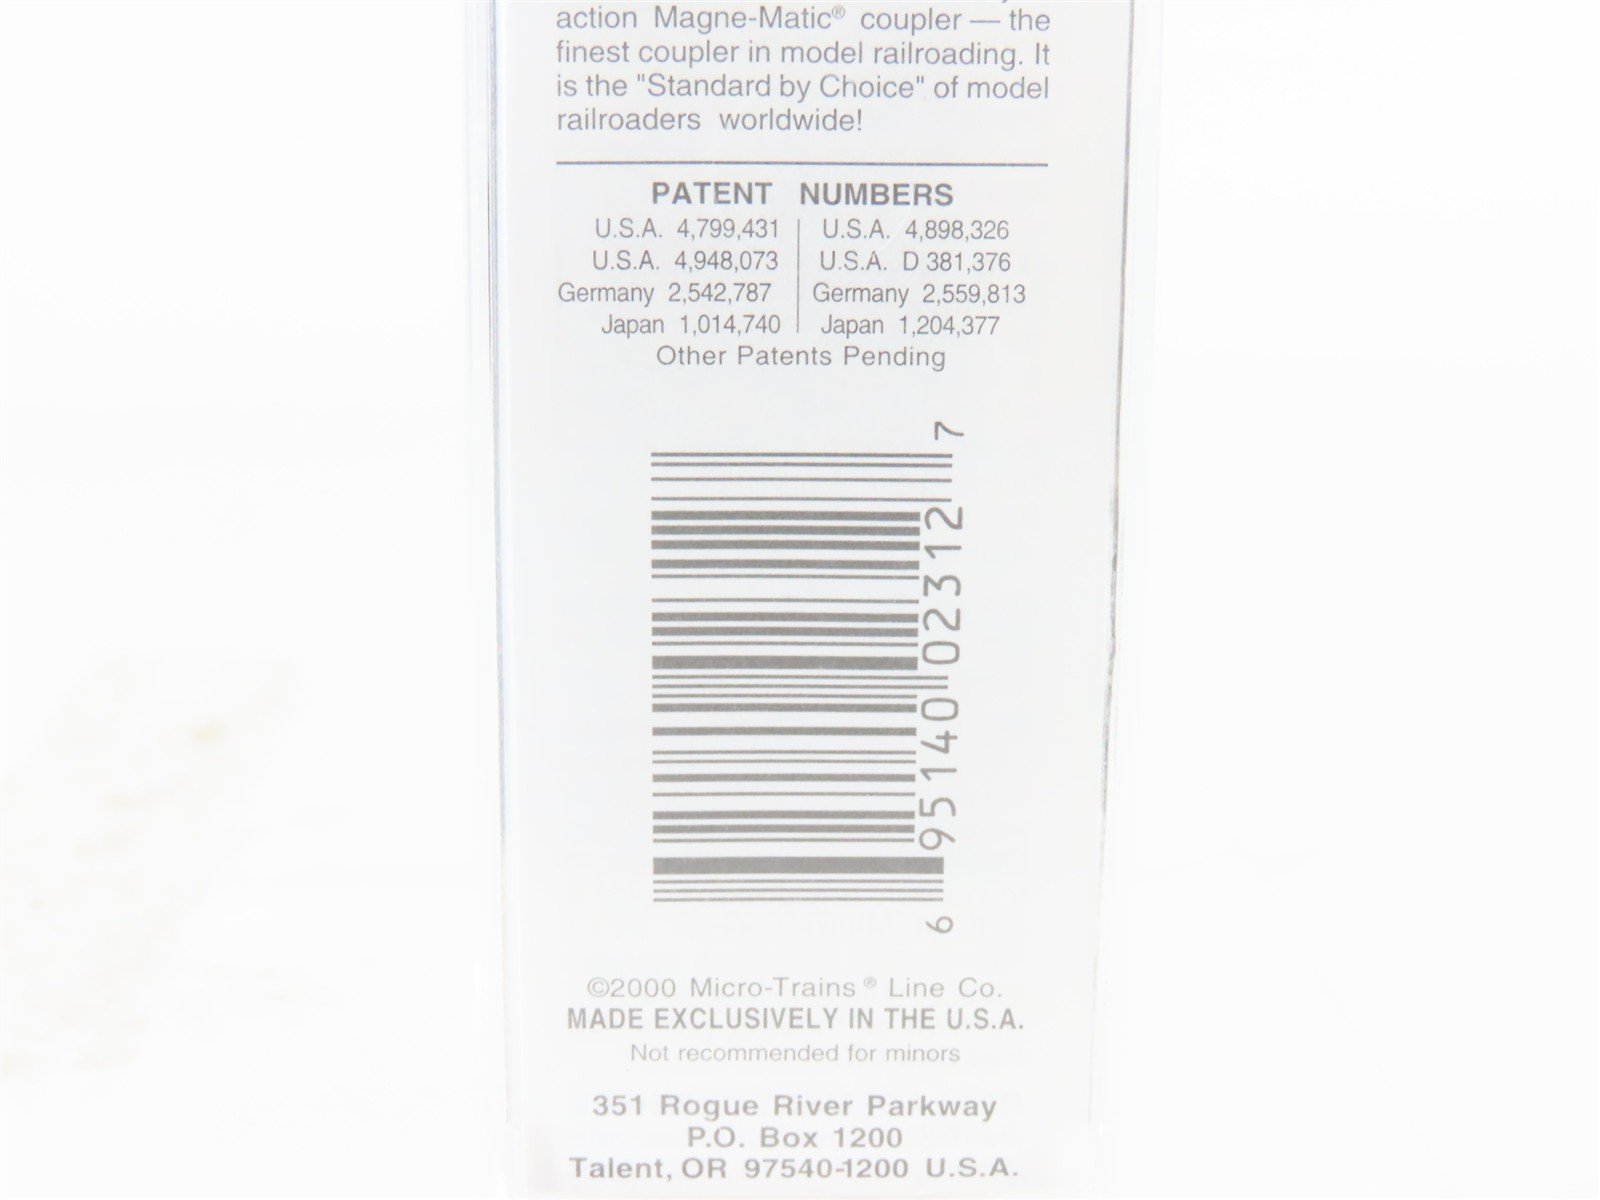 action Magne-Matic® coupler — the
finest coupler in model railroading. It
is the "Standard by Choice" of model
railroaders worldwide!
PATENT NUMBERS
U.S.A. 4,799,431 U.S.A. 4,898,326
U.S.A. 4,948,073 U.S.A. D 381,376
Germany 2,542,787 Germany 2,559,813
Japan 1,014,740 Japan 1,204,377
Other Patents Pending
6 95140 02312 7
©2000 Micro-Trains® Line Co.
MADE EXCLUSIVELY IN THE U.S.A.
Not recommended for minors
351 Rogue River Parkway
P.O. Box 1200
Talent, OR 97540-1200 U.S.A.